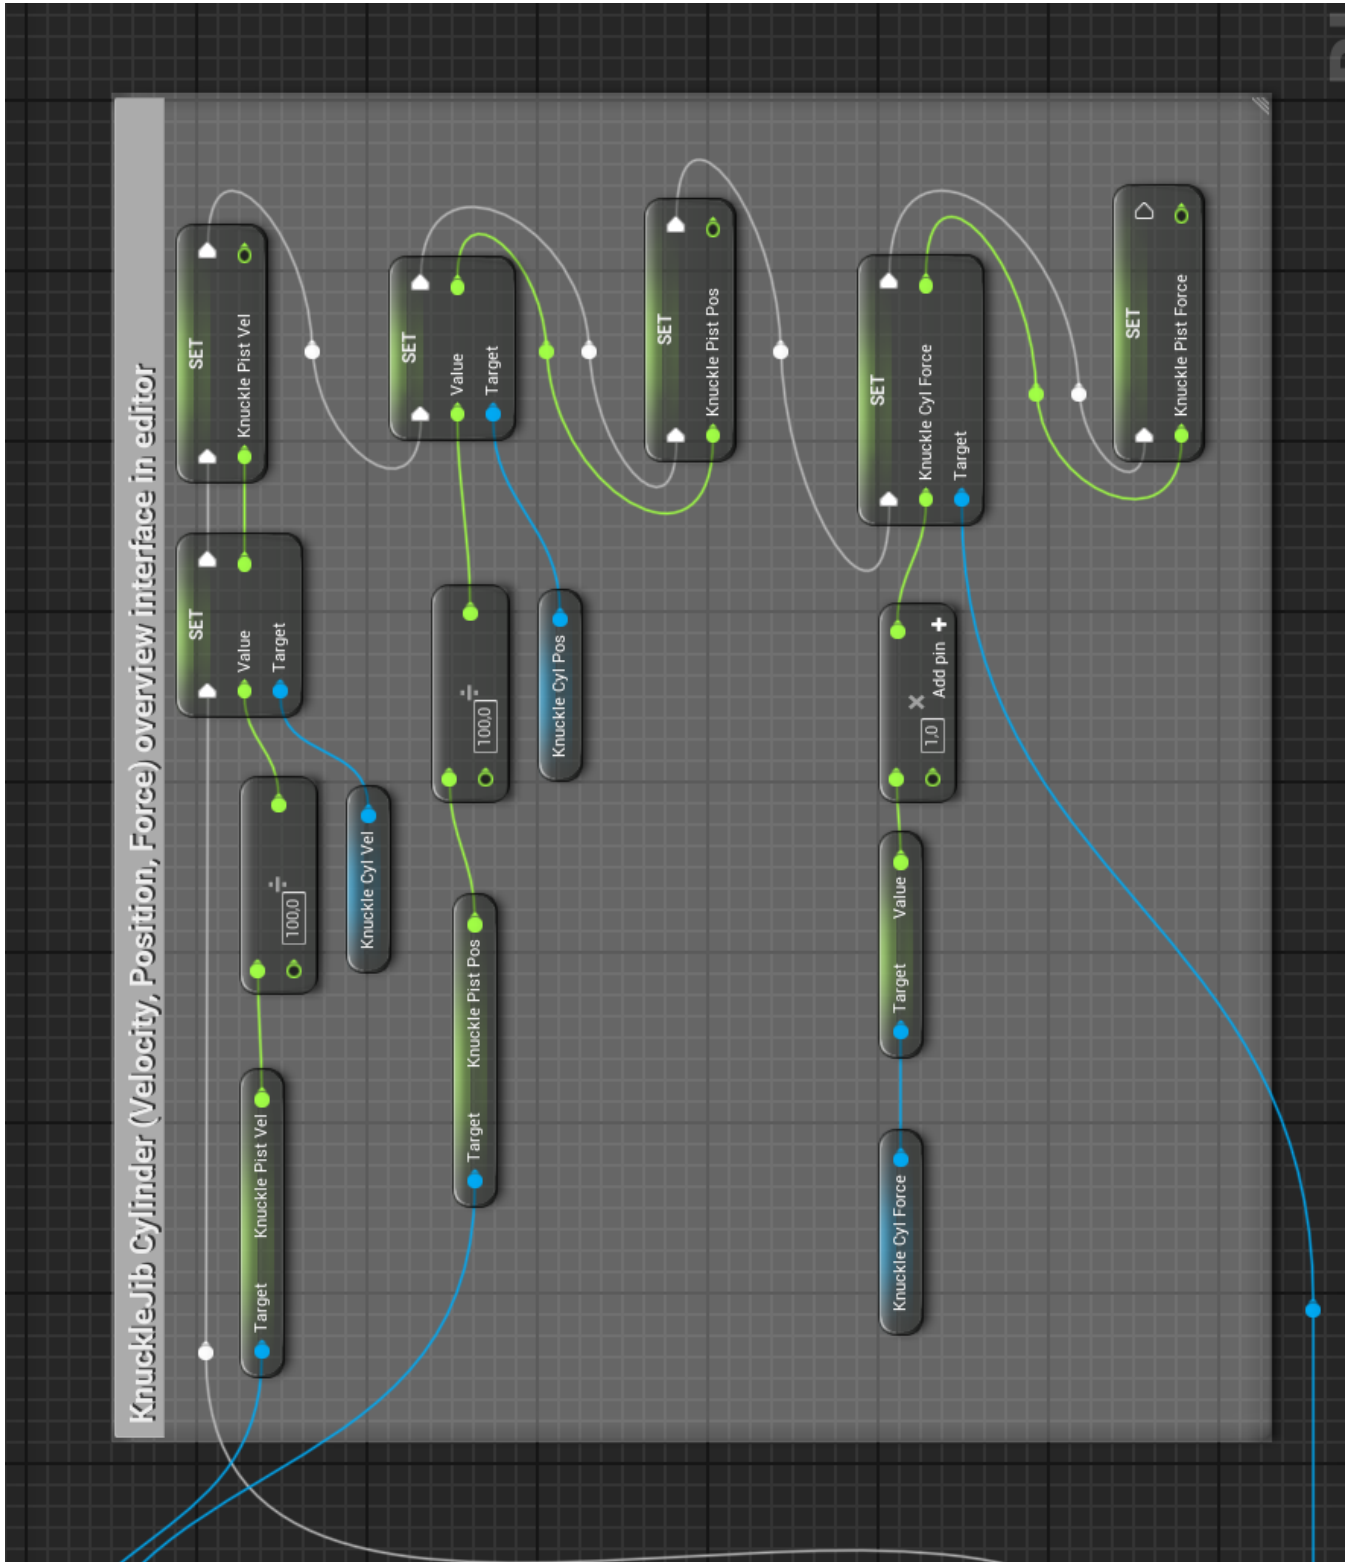 KnuckleJib Cylinder (Velocity, Position, Force) overview interface in editor
Target Knuckle Pist Vel
÷
100,0
Knuckle Cyl Vel
SET
Value
Target
SET
Knuckle Pist Vel
Target Knuckle Pist Pos
÷
100,0
Knuckle Cyl Pos
SET
Value
Target
SET
Knuckle Pist Pos
Knuckle Cyl Force
Target Value
1,0
Add pin +
SET
Knuckle Cyl Force
Target
SET
Knuckle Pist Force